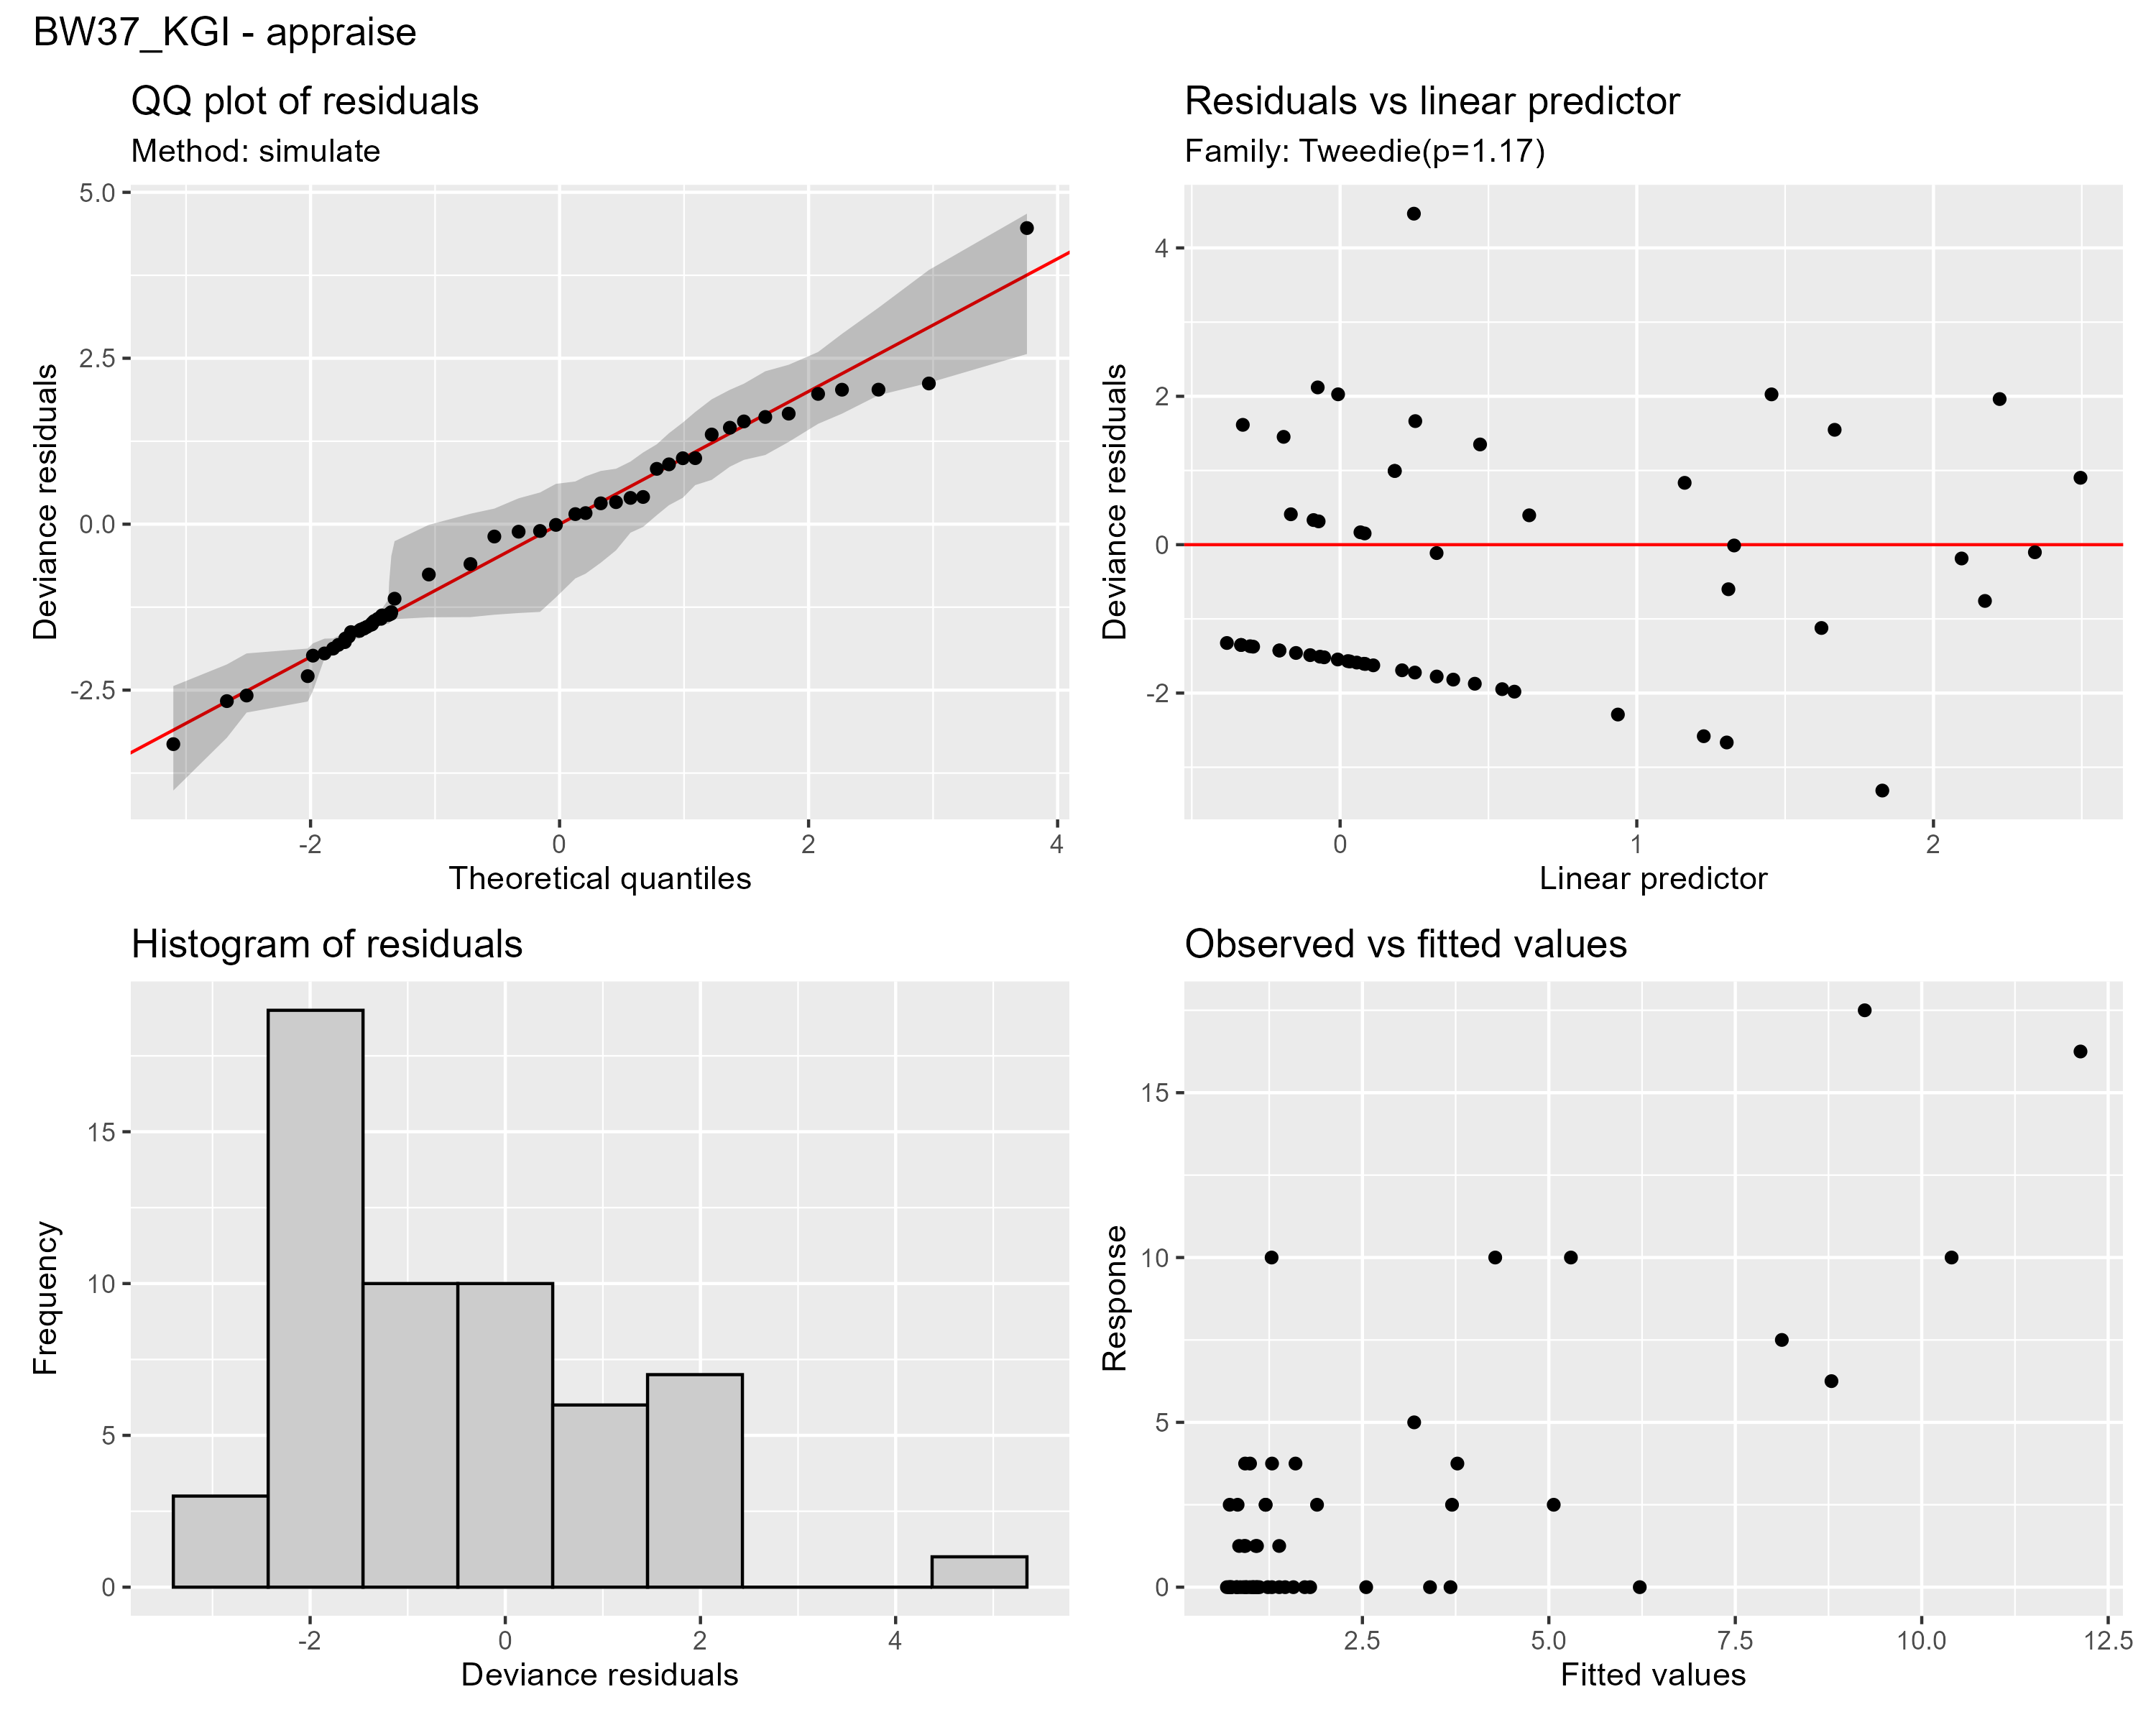 BW37_KGI - appraise
QQ plot of residuals
Method: simulate
5.0
2.5
0.0
-2.5
Deviance residuals
-2
0
2
4
Theoretical quantiles
Residuals vs linear predictor
Family: Tweedie(p=1.17)
4
2
0
-2
Deviance residuals
0
1
2
Linear predictor
Histogram of residuals
15
10
5
0
Frequency
-2
0
2
4
Deviance residuals
Observed vs fitted values
15
10
5
0
Response
2.5
5.0
7.5
10.0
12.5
Fitted values